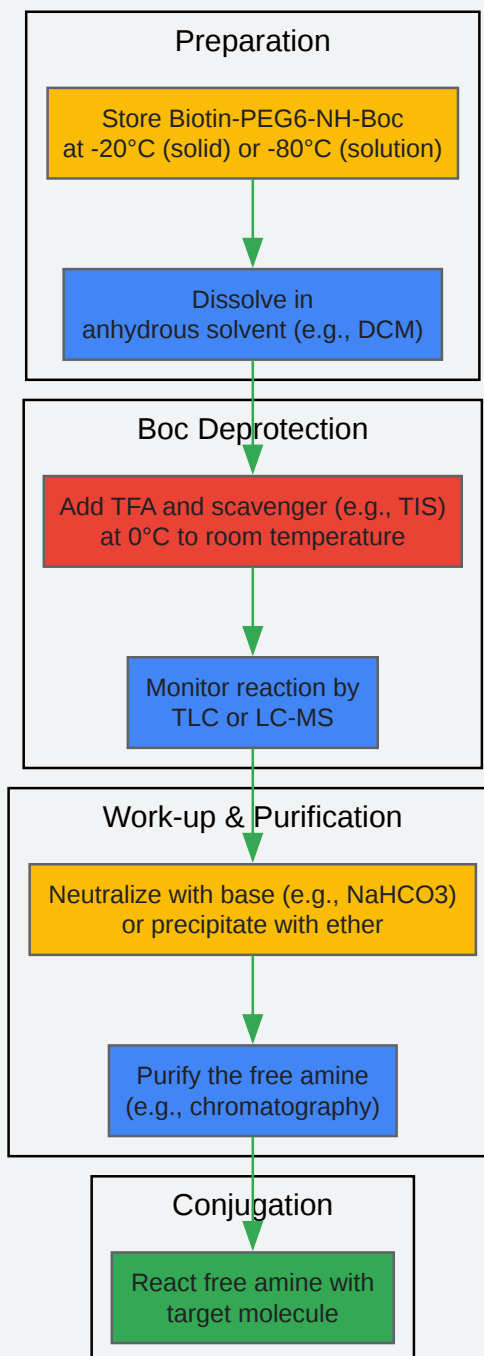 Preparation
Store Biotin-PEG6-NH-Boc
at -20°C (solid) or -80°C (solution)
Dissolve in
anhydrous solvent (e.g., DCM)
Boc Deprotection
Add TFA and scavenger (e.g., TIS)
at 0°C to room temperature
Monitor reaction by
TLC or LC-MS
Work-up & Purification
Neutralize with base (e.g., NaHCO3)
or precipitate with ether
Purify the free amine
(e.g., chromatography)
Conjugation
React free amine with
target molecule